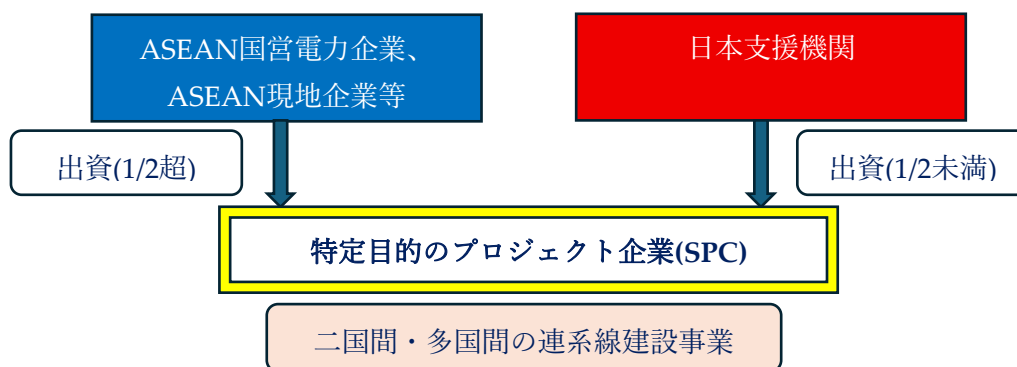 ASEAN国営電力企業、
ASEAN現地企業等
日本支援機関
出資(1/2超)
出資(1/2未満)
特定目的のプロジェクト企業(SPC)
二国間・多国間の連系線建設事業